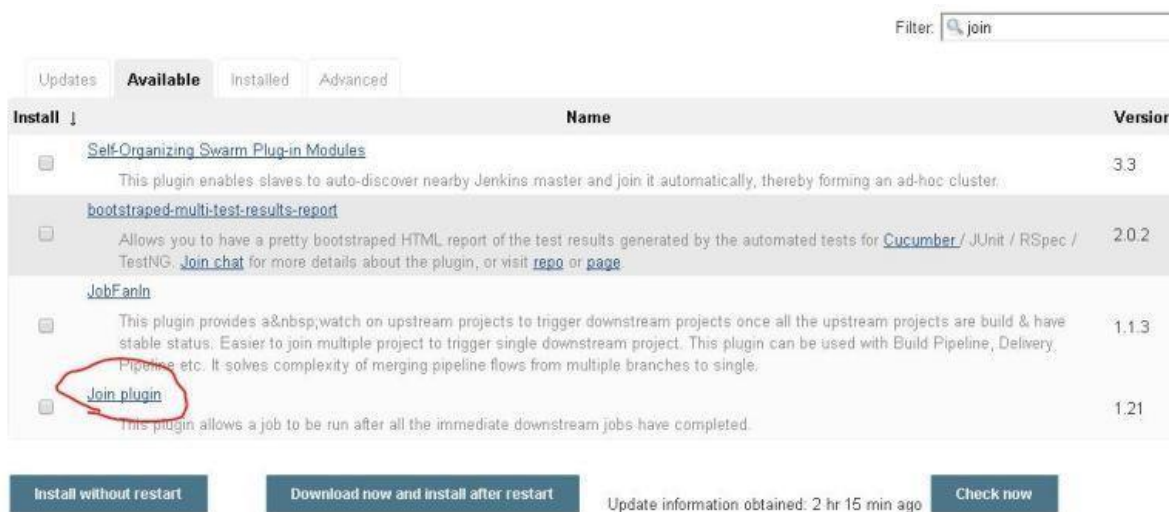 Filter: join
Updates Available Installed Advanced
Install ↓ Name Version
Self-Organizing Swarm Plug-in Modules
This plugin enables slaves to auto-discover nearby Jenkins master and join it automatically, thereby forming an ad-hoc cluster.
3.3
bootstraped-multi-test-results-report
Allows you to have a pretty bootstraped HTML report of the test results generated by the automated tests for Cucumber / JUnit / RSpec /
TestNG. Join chat for more details about the plugin, or visit repo or page
2.0.2
JobFanIn
This plugin provides a&nbsp;watch on upstream projects to trigger downstream projects once all the upstream projects are build & have
stable status. Easier to join multiple project to trigger single downstream project. This plugin can be used with Build Pipeline, Delivery
Pipeline etc. It solves complexity of merging pipeline flows from multiple branches to single.
1.1.3
Join plugin
This plugin allows a job to be run after all the immediate downstream jobs have completed.
1.21
Install without restart Download now and install after restart Update information obtained: 2 hr 15 min ago Check now